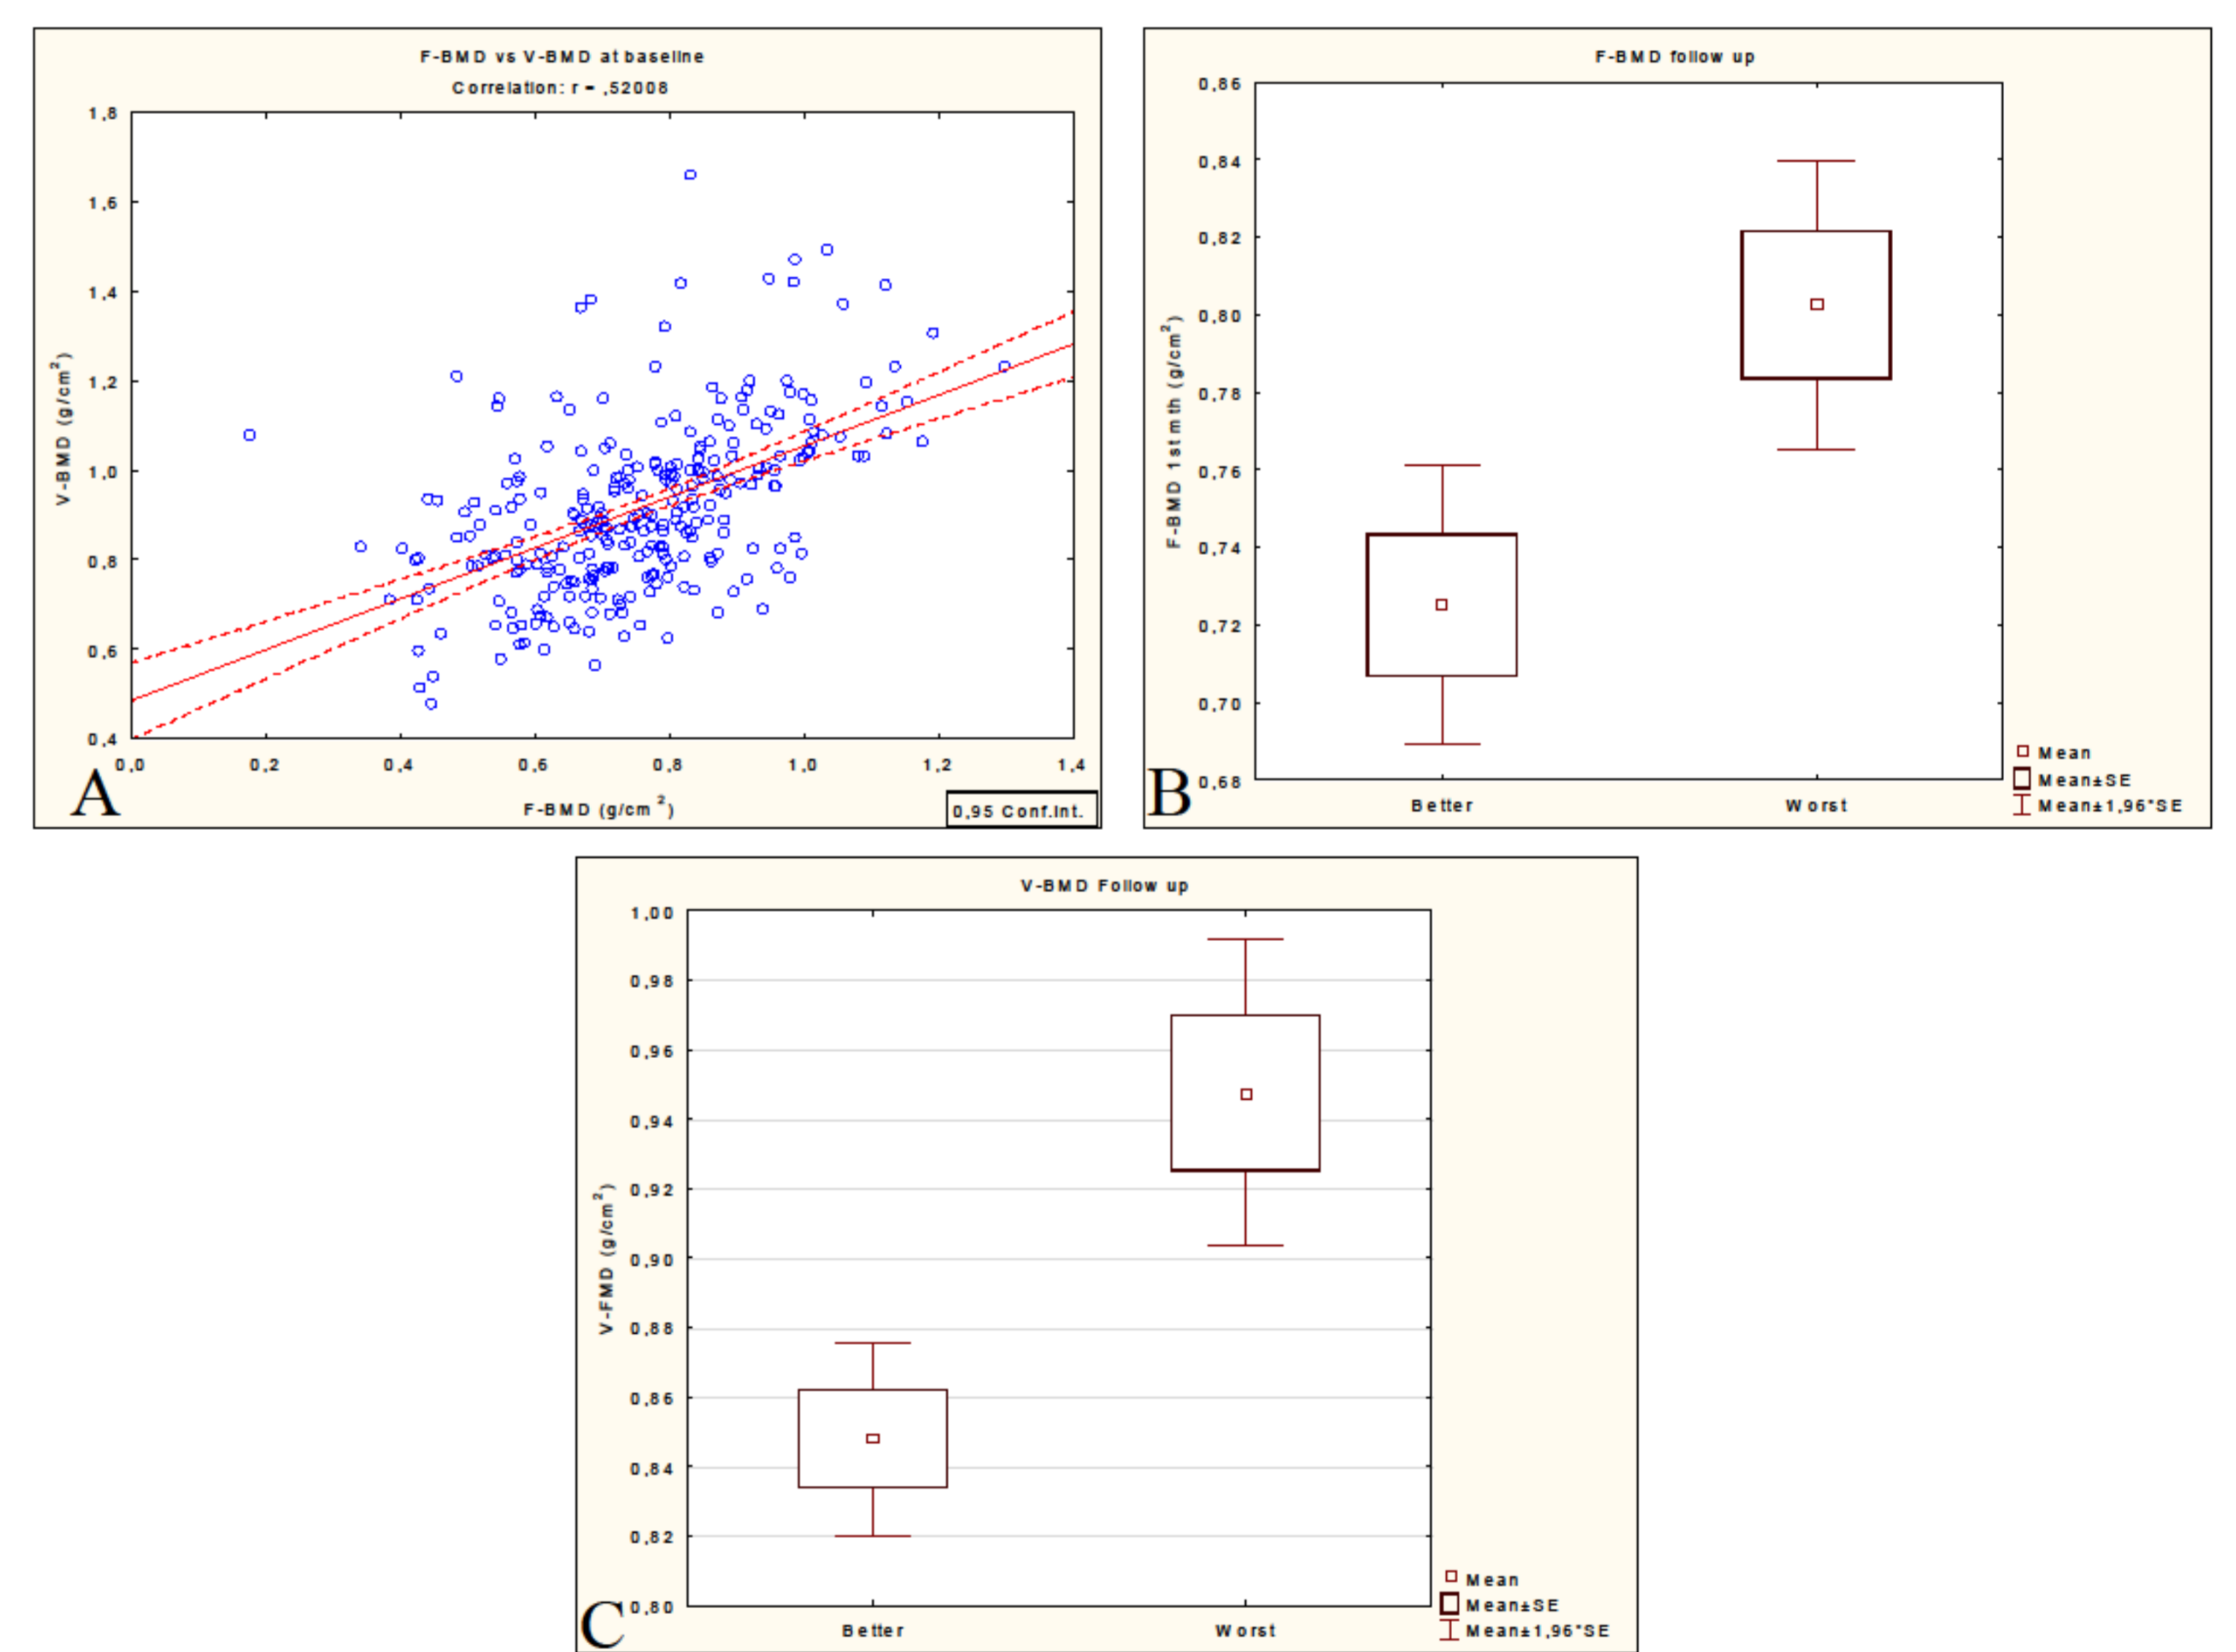 F-BMD vs V-BMD at baseline
Correlation: r = ,52008
1,8
1,6
1,4
1,2
1,0
0,8
0,6
0,4
V-BMD (g/cm2)
0,0 0,2 0,4 0,6 0,8 1,0 1,2 1,4
F-BMD (g/cm2)
0,95 Conf.Int.
A
F-BMD follow up
0,86
0,84
0,82
0,80
0,78
0,76
0,74
0,72
0,70
0,68
F-BMD 1st mth (g/cm2)
Better Worst
Mean
Mean±SE
Mean±1,96*SE
B
V-BMD Follow up
1,00
0,98
0,96
0,94
0,92
0,90
0,88
0,86
0,84
0,82
0,80
V-FMD (g/cm2)
Better Worst
Mean
Mean±SE
Mean±1,96*SE
C